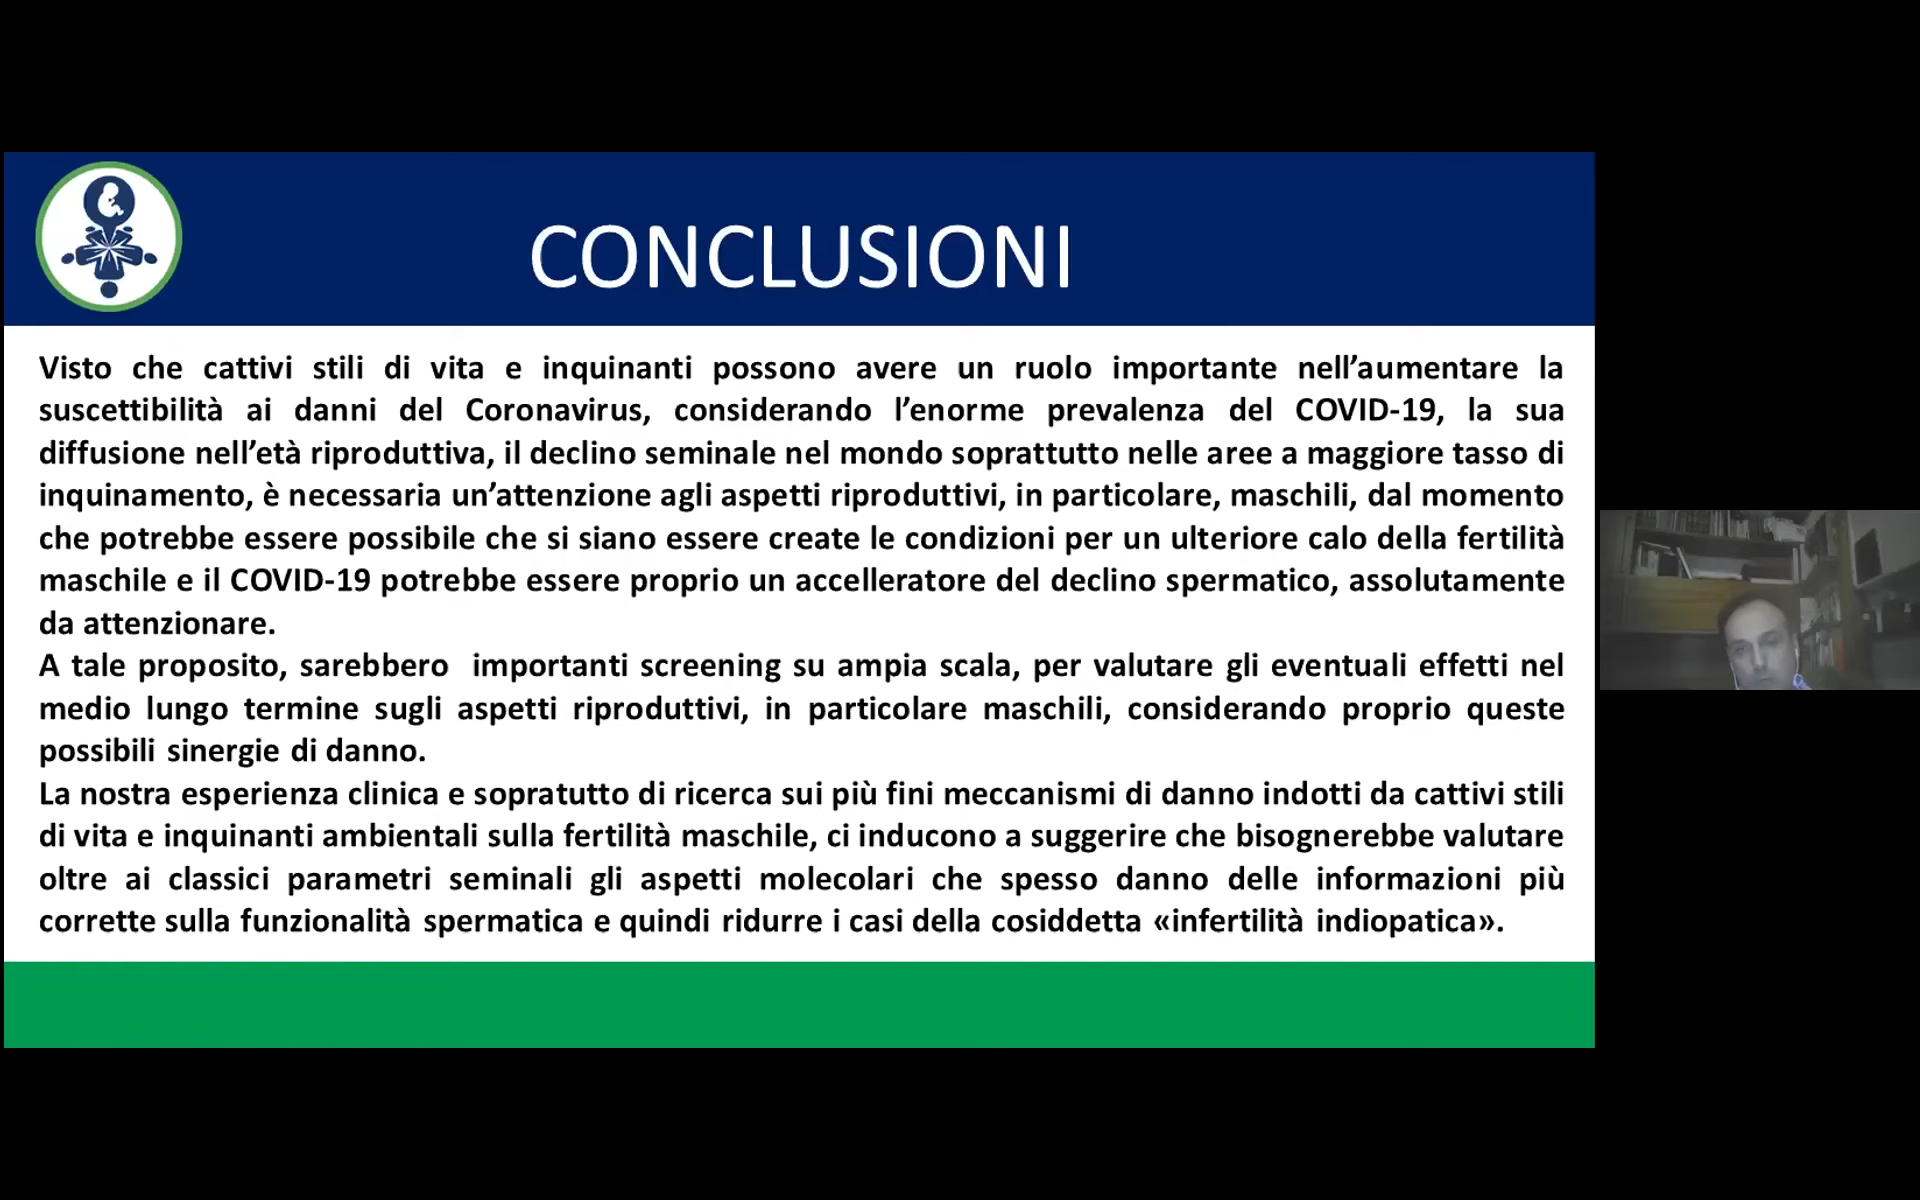 CONCLUSIONI
Visto che cattivi stili di vita e inquinanti possono avere un ruolo importante nell’aumentare la
suscettibilità ai danni del Coronavirus, considerando l’enorme prevalenza del COVID-19, la sua
diffusione nell’età riproduttiva, il declino seminale nel mondo soprattutto nelle aree a maggiore tasso di
inquinamento, è necessaria un’attenzione agli aspetti riproduttivi, in particolare, maschili, dal momento
che potrebbe essere possibile che si siano essere create le condizioni per un ulteriore calo della fertilità
maschile e il COVID-19 potrebbe essere proprio un accelleratore del declino spermatico, assolutamente
da attenzionare.
A tale proposito, sarebbero  importanti screening su ampia scala, per valutare gli eventuali effetti nel
medio lungo termine sugli aspetti riproduttivi, in particolare maschili, considerando proprio queste
possibili sinergie di danno.
La nostra esperienza clinica e sopratutto di ricerca sui più fini meccanismi di danno indotti da cattivi stili
di vita e inquinanti ambientali sulla fertilità maschile, ci inducono a suggerire che bisognerebbe valutare
oltre ai classici parametri seminali gli aspetti molecolari che spesso danno delle informazioni più
corrette sulla funzionalità spermatica e quindi ridurre i casi della cosiddetta «infertilità indiopatica».